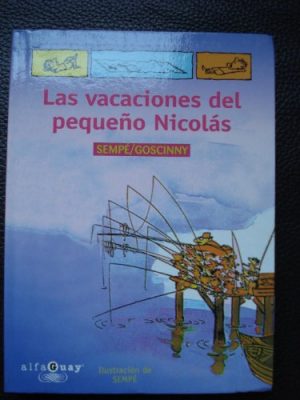 Las vacaciones del
pequeño Nicolás
SEMPÉ/GOSCINNY
alfaGuay
Ilustración de
SEMPÉ